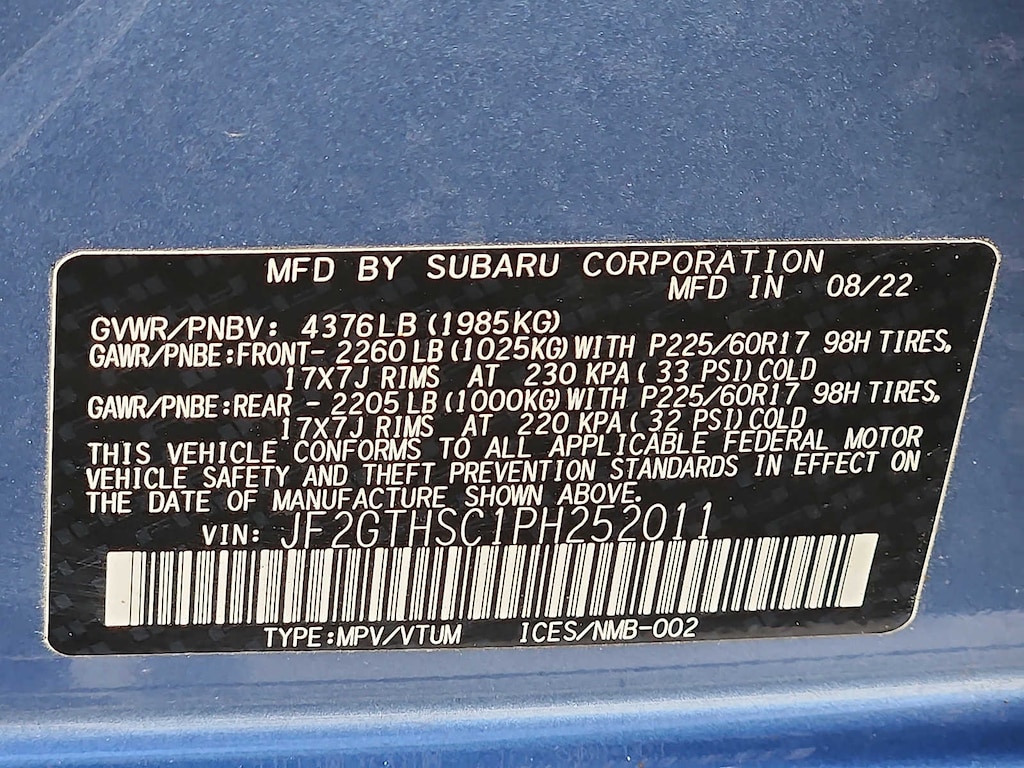 MFD BY SUBARU CORPORATION
MFD IN 08/22
GVWR/PNBV: 4376LB (1985KG)
GAWR/PNBE:FRONT- 2260 LB (1025KG) WITH P225/60R17 98H TIRES,
17X7J RIMS AT 230 KPA ( 33 PSI) COLD
GAWR/PNBE:REAR - 2205 LB (1000KG) WITH P225/60R17 98H TIRES.
17X7J RIMS AT 220 KPA ( 32 PSI) COLD
THIS VEHICLE CONFORMS TO ALL APPLICABLE FEDERAL MOTOR
VEHICLE SAFETY AND THEFT PREVENTION STANDARDS IN EFFECT ON
THE DATE OF MANUFACTURE SHOWN ABOVE.
VIN: JF2GTHSC1PH252011
TYPE:MPV/VTUM ICES/NMB-002